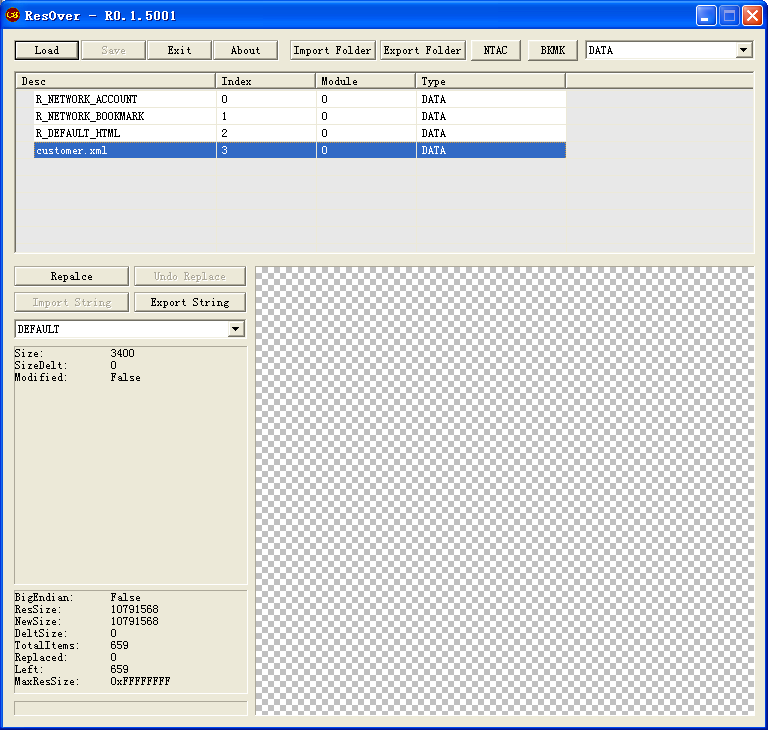 ResOver - R0.1.5001
Load Save Exit About Import Folder Export Folder NTAC BKMK DATA
Desc Index Module Type
R_NETWORK_ACCOUNT 0 0 DATA
R_NETWORK_BOOKMARK 1 0 DATA
R_DEFAULT_HTML 2 0 DATA
customer.xml 3 0 DATA
Repalce Undo Replace
Import String Export String
DEFAULT
Size: 3400
SizeDelt: 0
Modified: False
BigEndian: False
ResSize: 10791568
NewSize: 10791568
DeltSize: 0
TotalItems: 659
Replaced: 0
Left: 659
MaxResSize: 0xFFFFFFFF